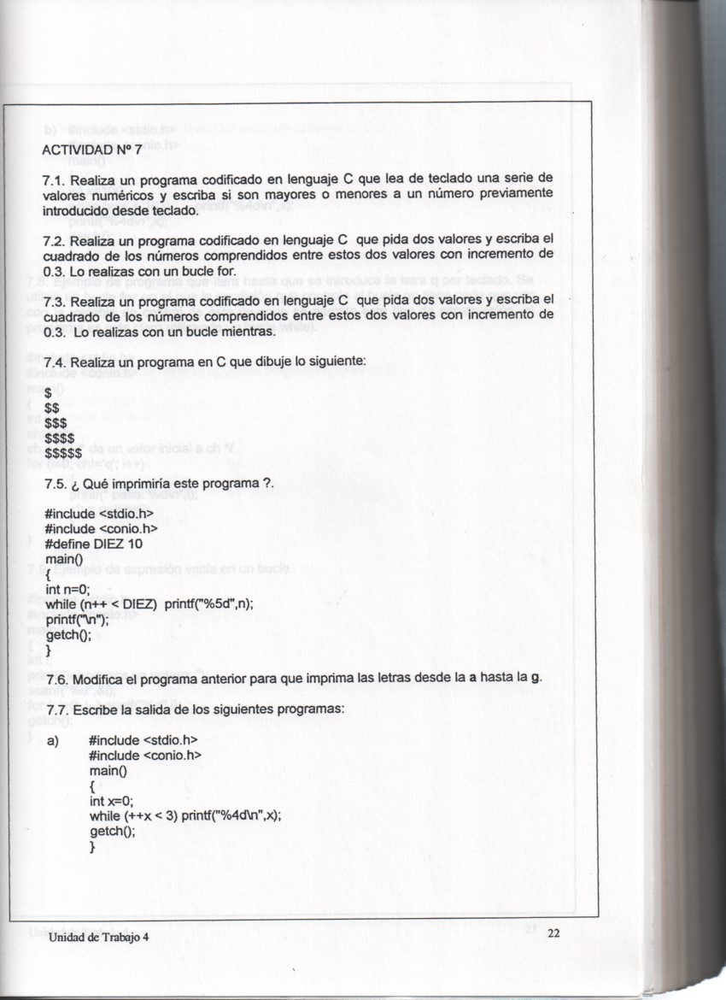 ACTIVIDAD Nº 7
7.1. Realiza un programa codificado en lenguaje C que lea de teclado una serie de
valores numéricos y escriba si son mayores o menores a un número previamente
introducido desde teclado.
7.2. Realiza un programa codificado en lenguaje C que pida dos valores y escriba el
cuadrado de los números comprendidos entre estos dos valores con incremento de
0.3. Lo realizas con un bucle for.
7.3. Realiza un programa codificado en lenguaje C que pida dos valores y escriba el
cuadrado de los números comprendidos entre estos dos valores con incremento de
0.3. Lo realizas con un bucle mientras.
7.4. Realiza un programa en C que dibuje lo siguiente:
$
$$
$$$
$$$$
$$$$$
7.5. ¿ Qué imprimiria este programa ?.
#include <stdio.h>
#include <conio.h>
#define DIEZ 10
main()
{
int n=0;
while (n++ < DIEZ) printf("%5d",n);
printf("\n");
getch();
}
7.6. Modifica el programa anterior para que imprima las letras desde la a hasta la g.
7.7. Escribe la salida de los siguientes programas:
a) #include <stdio.h>
#include <conio.h>
main()
{
int x=0;
while (++x < 3) printf("%4d\n",x);
getch();
}
Unidad de Trabajo 4
22